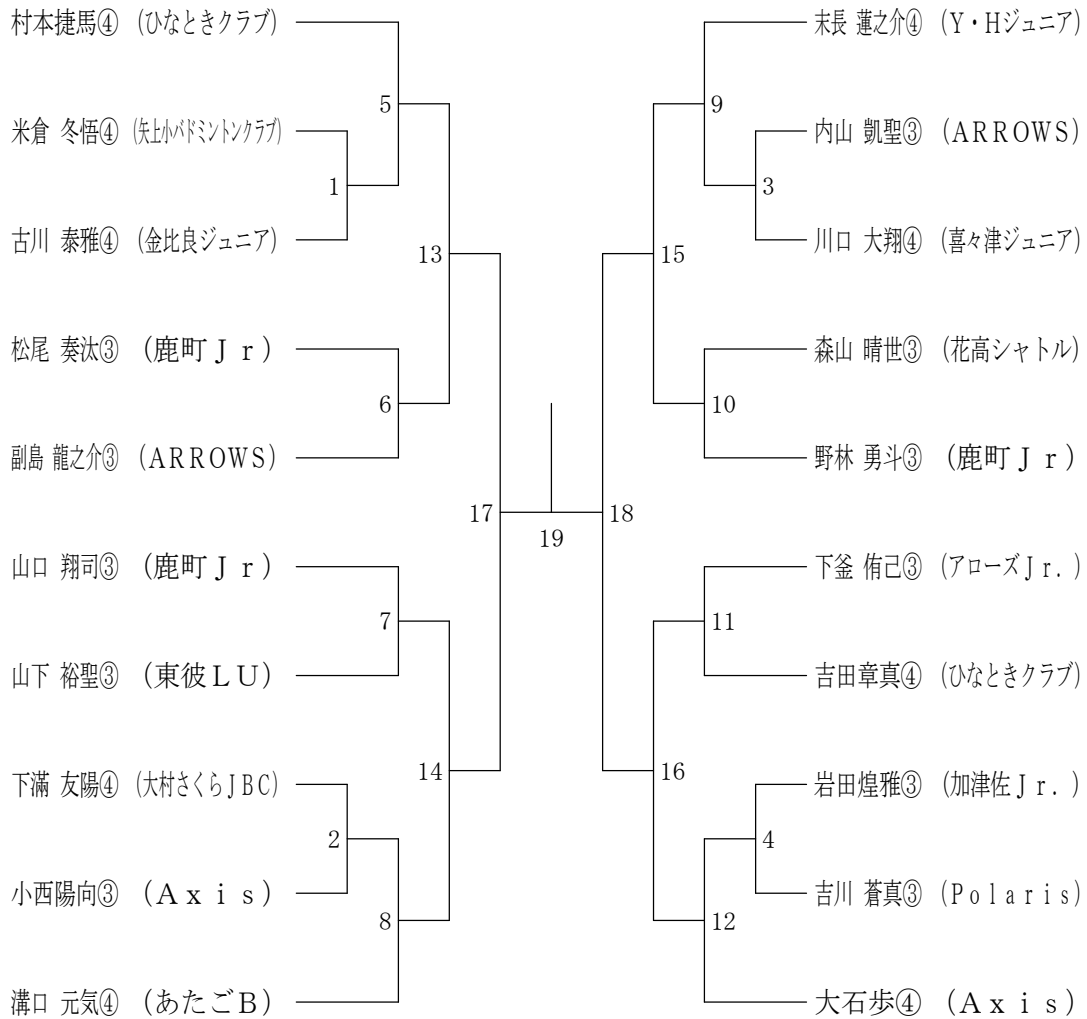 村本捷馬④ (ひなときクラブ)
5
米倉 冬悟④ (矢上小バドミントンクラブ)
1
古川 泰雅④ (金比良ジュニア)
13
松尾 奏汰③ (鹿町Jr)
6
副島 龍之介③ (ARROWS)
17
山口 翔司③ (鹿町Jr)
7
山下 裕聖③ (東彼LU)
14
下滿 友陽④ (大村さくらJBC)
2
小西陽向③ (Axis)
8
溝口 元気④ (あたごB)
19
末長 蓮之介④ (Y・Hジュニア)
9
内山 凱聖③ (ARROWS)
3
川口 大翔④ (喜々津ジュニア)
15
森山 晴世③ (花高シャトル)
10
野林 勇斗③ (鹿町Jr)
18
下釜 侑己③ (アローズJr.)
11
吉田章真④ (ひなときクラブ)
16
岩田煌雅③ (加津佐Jr.)
4
吉川 蒼真③ (Polaris)
12
大石歩④ (Axis)